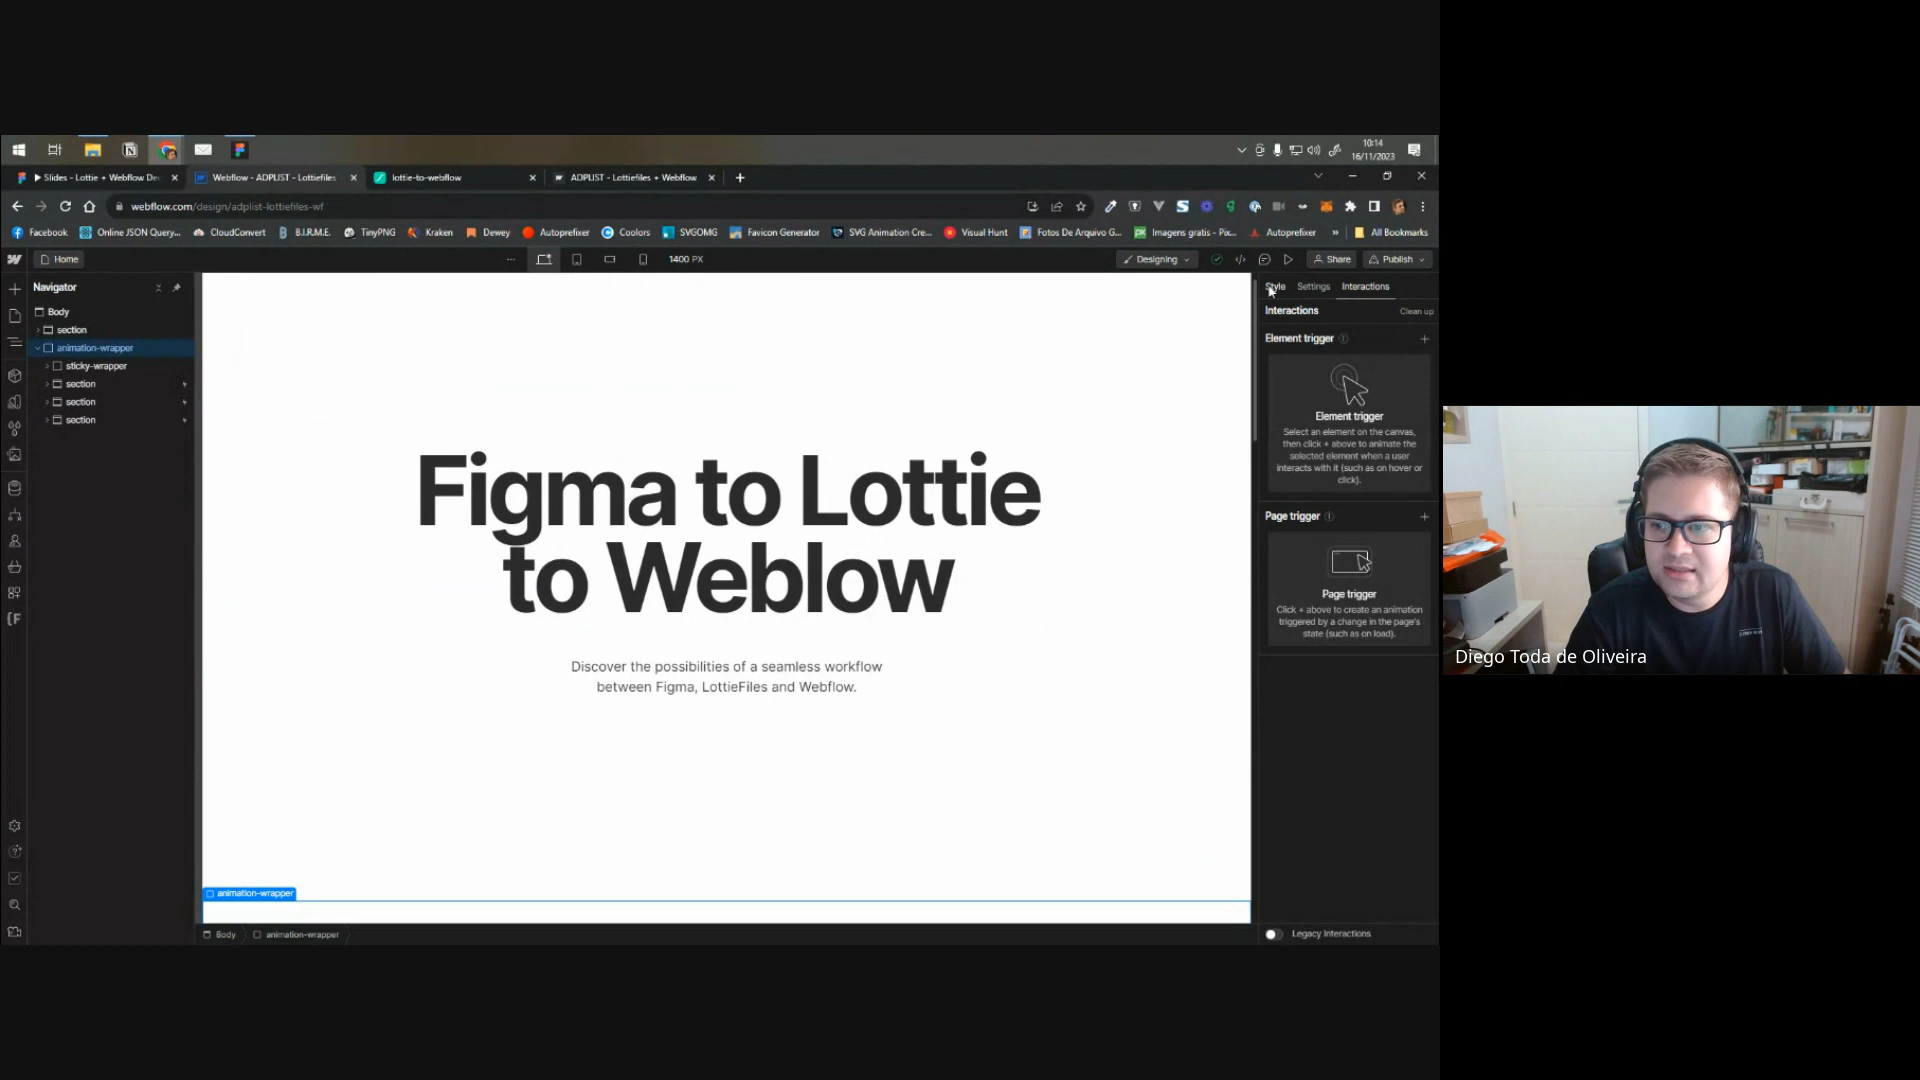 10:14
16/11/2023
Slides - Lottie + Webflow De
Webflow - ADPLIST - Lottiefiles
lottie-to-webflow
ADPLIST - Lottiefiles + Webflow
webflow.com/design/adplist-lottiefiles-wf
Facebook
Online JSON Query...
CloudConvert
B.I.R.M.E.
TinyPNG
Kraken
Dewey
Autoprefixer
Coolors
SVGOMG
Favicon Generator
SVG Animation Cre...
Visual Hunt
Fotos De Arquivo G...
Imagens gratis - Pix...
Autoprefixer
»
All Bookmarks
Home
1400 PX
Designing
Share
Publish
Navigator
Body
section
animation-wrapper
sticky-wrapper
section
section
section
Figma to Lottie
to Weblow
Discover the possibilities of a seamless workflow
between Figma, LottieFiles and Webflow.
animation-wrapper
Body
animation-wrapper
Style
Settings
Interactions
Interactions
Clean up
Element trigger
Element trigger
Select an element on the canvas,
then click + above to animate the
selected element when a user
interacts with it (such as on hover or
click).
Page trigger
Page trigger
Click + above to create an animation
triggered by a change in the page's
state (such as on load).
Legacy Interactions
Diego Toda de Oliveira